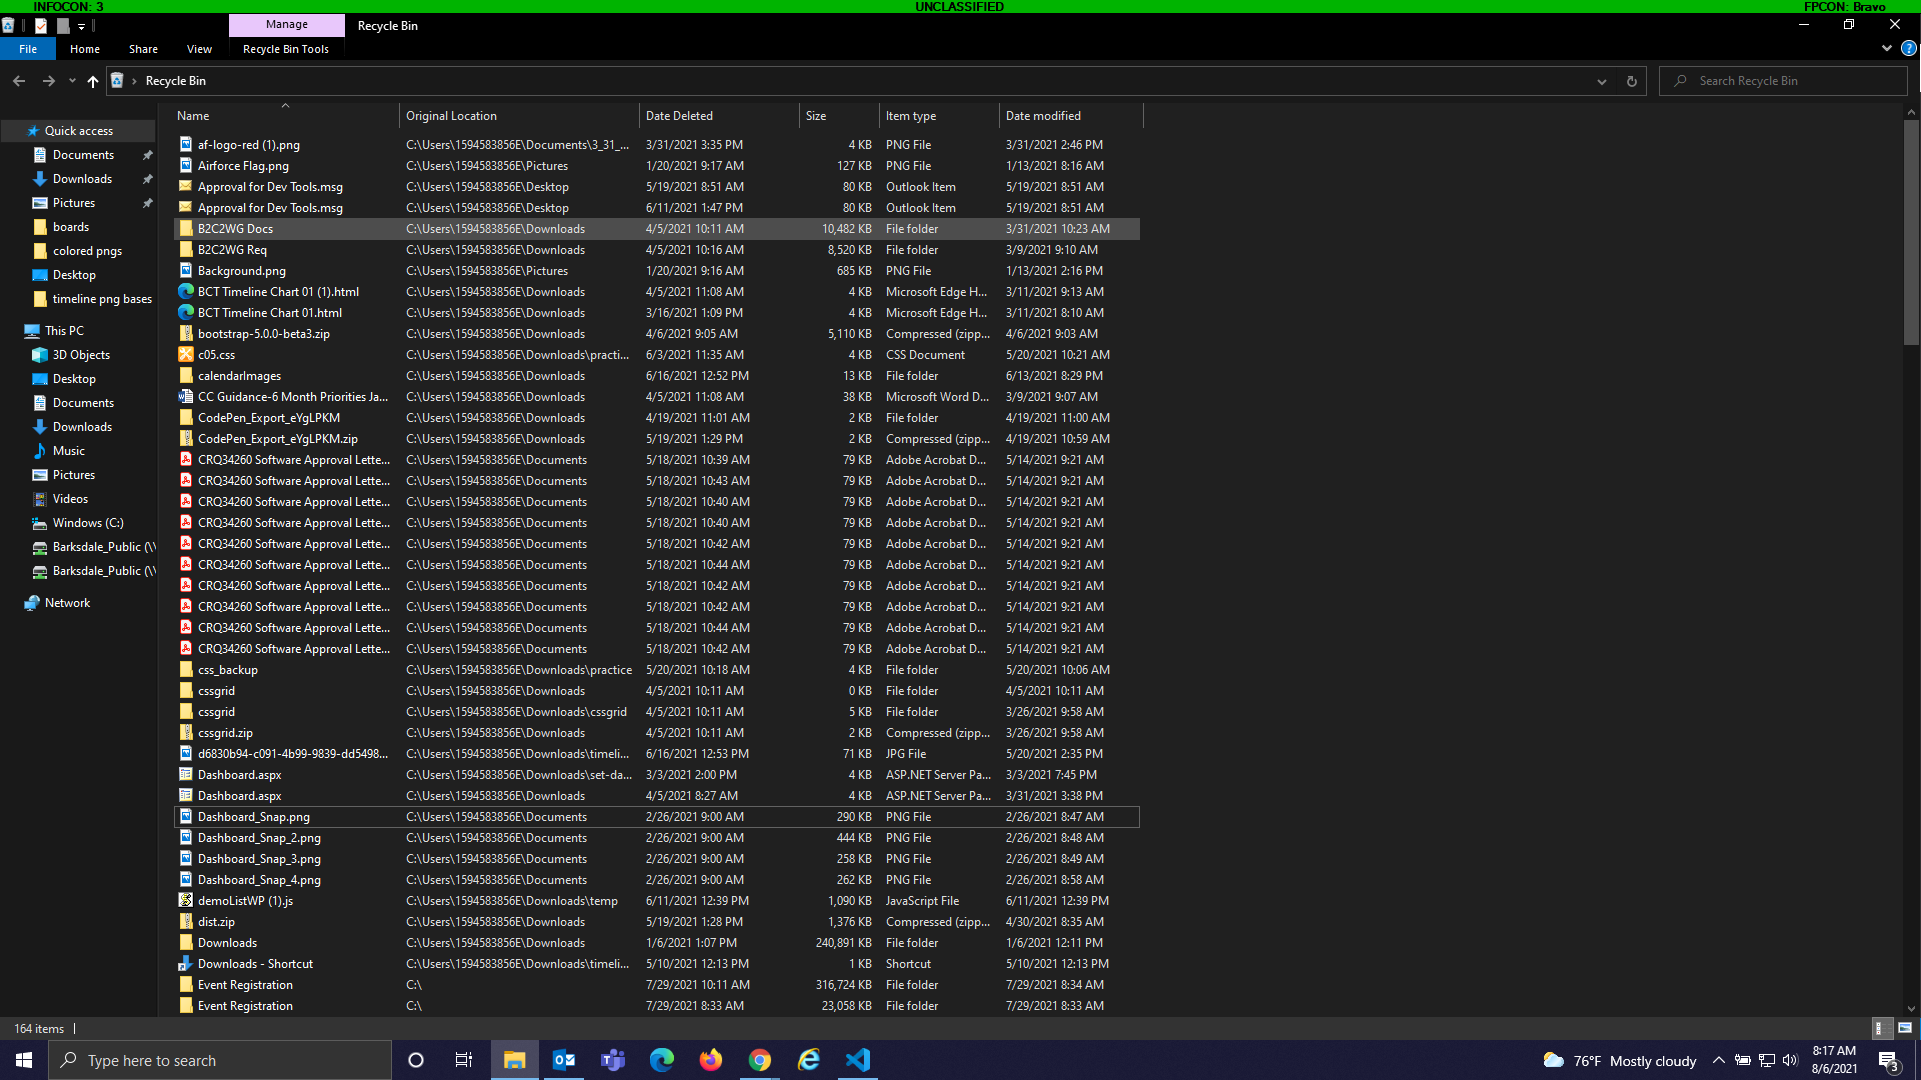 INFOCON: 3 UNCLASSIFIED FPCON: Bravo
Manage Recycle Bin
File Home Share View Recycle Bin Tools
Recycle Bin Search Recycle Bin
Name Original Location Date Deleted Size Item type Date modified
Quick access
Documents
Downloads
Pictures
boards
colored pngs
Desktop
timeline png bases
This PC
3D Objects
Desktop
Documents
Downloads
Music
Pictures
Videos
Windows (C:)
Barksdale_Public (\\
Barksdale_Public (\\
Network
af-logo-red (1).png C:\Users\1594583856E\Documents\3_31_... 3/31/2021 3:35 PM 4 KB PNG File 3/31/2021 2:46 PM
Airforce Flag.png C:\Users\1594583856E\Pictures 1/20/2021 9:17 AM 127 KB PNG File 1/13/2021 8:16 AM
Approval for Dev Tools.msg C:\Users\1594583856E\Desktop 5/19/2021 8:51 AM 80 KB Outlook Item 5/19/2021 8:51 AM
Approval for Dev Tools.msg C:\Users\1594583856E\Desktop 6/11/2021 1:47 PM 80 KB Outlook Item 5/19/2021 8:51 AM
B2C2WG Docs C:\Users\1594583856E\Downloads 4/5/2021 10:11 AM 10,482 KB File folder 3/31/2021 10:23 AM
B2C2WG Req C:\Users\1594583856E\Downloads 4/5/2021 10:16 AM 8,520 KB File folder 3/9/2021 9:10 AM
Background.png C:\Users\1594583856E\Pictures 1/20/2021 9:16 AM 685 KB PNG File 1/13/2021 2:16 PM
BCT Timeline Chart 01 (1).html C:\Users\1594583856E\Downloads 4/5/2021 11:08 AM 4 KB Microsoft Edge H... 3/11/2021 9:13 AM
BCT Timeline Chart 01.html C:\Users\1594583856E\Downloads 3/16/2021 1:09 PM 4 KB Microsoft Edge H... 3/11/2021 8:10 AM
bootstrap-5.0.0-beta3.zip C:\Users\1594583856E\Downloads 4/6/2021 9:05 AM 5,110 KB Compressed (zipp... 4/6/2021 9:03 AM
c05.css C:\Users\1594583856E\Downloads\practi... 6/3/2021 11:35 AM 4 KB CSS Document 5/20/2021 10:21 AM
calendarImages C:\Users\1594583856E\Downloads 6/16/2021 12:52 PM 13 KB File folder 6/13/2021 8:29 PM
CC Guidance-6 Month Priorities Ja... C:\Users\1594583856E\Downloads 4/5/2021 11:08 AM 38 KB Microsoft Word D... 3/9/2021 9:07 AM
CodePen_Export_eYgLPKM C:\Users\1594583856E\Downloads 4/19/2021 11:01 AM 2 KB File folder 4/19/2021 11:00 AM
CodePen_Export_eYgLPKM.zip C:\Users\1594583856E\Downloads 5/19/2021 1:29 PM 2 KB Compressed (zipp... 4/19/2021 10:59 AM
CRQ34260 Software Approval Lette... C:\Users\1594583856E\Documents 5/18/2021 10:39 AM 79 KB Adobe Acrobat D... 5/14/2021 9:21 AM
CRQ34260 Software Approval Lette... C:\Users\1594583856E\Documents 5/18/2021 10:43 AM 79 KB Adobe Acrobat D... 5/14/2021 9:21 AM
CRQ34260 Software Approval Lette... C:\Users\1594583856E\Documents 5/18/2021 10:40 AM 79 KB Adobe Acrobat D... 5/14/2021 9:21 AM
CRQ34260 Software Approval Lette... C:\Users\1594583856E\Documents 5/18/2021 10:40 AM 79 KB Adobe Acrobat D... 5/14/2021 9:21 AM
CRQ34260 Software Approval Lette... C:\Users\1594583856E\Documents 5/18/2021 10:42 AM 79 KB Adobe Acrobat D... 5/14/2021 9:21 AM
CRQ34260 Software Approval Lette... C:\Users\1594583856E\Documents 5/18/2021 10:44 AM 79 KB Adobe Acrobat D... 5/14/2021 9:21 AM
CRQ34260 Software Approval Lette... C:\Users\1594583856E\Documents 5/18/2021 10:42 AM 79 KB Adobe Acrobat D... 5/14/2021 9:21 AM
CRQ34260 Software Approval Lette... C:\Users\1594583856E\Documents 5/18/2021 10:42 AM 79 KB Adobe Acrobat D... 5/14/2021 9:21 AM
CRQ34260 Software Approval Lette... C:\Users\1594583856E\Documents 5/18/2021 10:44 AM 79 KB Adobe Acrobat D... 5/14/2021 9:21 AM
CRQ34260 Software Approval Lette... C:\Users\1594583856E\Documents 5/18/2021 10:42 AM 79 KB Adobe Acrobat D... 5/14/2021 9:21 AM
css_backup C:\Users\1594583856E\Downloads\practice 5/20/2021 10:18 AM 4 KB File folder 5/20/2021 10:06 AM
cssgrid C:\Users\1594583856E\Downloads 4/5/2021 10:11 AM 0 KB File folder 4/5/2021 10:11 AM
cssgrid C:\Users\1594583856E\Downloads\cssgrid 4/5/2021 10:11 AM 5 KB File folder 3/26/2021 9:58 AM
cssgrid.zip C:\Users\1594583856E\Downloads 4/5/2021 10:11 AM 2 KB Compressed (zipp... 3/26/2021 9:58 AM
d6830b94-c091-4b99-9839-dd5498... C:\Users\1594583856E\Downloads\timeli... 6/16/2021 12:53 PM 71 KB JPG File 5/20/2021 2:35 PM
Dashboard.aspx C:\Users\1594583856E\Downloads\set-da... 3/3/2021 2:00 PM 4 KB ASP.NET Server Pa... 3/3/2021 7:45 PM
Dashboard.aspx C:\Users\1594583856E\Downloads 4/5/2021 8:27 AM 4 KB ASP.NET Server Pa... 3/31/2021 3:38 PM
Dashboard_Snap.png C:\Users\1594583856E\Documents 2/26/2021 9:00 AM 290 KB PNG File 2/26/2021 8:47 AM
Dashboard_Snap_2.png C:\Users\1594583856E\Documents 2/26/2021 9:00 AM 444 KB PNG File 2/26/2021 8:48 AM
Dashboard_Snap_3.png C:\Users\1594583856E\Documents 2/26/2021 9:00 AM 258 KB PNG File 2/26/2021 8:49 AM
Dashboard_Snap_4.png C:\Users\1594583856E\Documents 2/26/2021 9:00 AM 262 KB PNG File 2/26/2021 8:58 AM
demoListWP (1).js C:\Users\1594583856E\Downloads\temp 6/11/2021 12:39 PM 1,090 KB JavaScript File 6/11/2021 12:39 PM
dist.zip C:\Users\1594583856E\Downloads 5/19/2021 1:28 PM 1,376 KB Compressed (zipp... 4/30/2021 8:35 AM
Downloads C:\Users\1594583856E\Downloads 1/6/2021 1:07 PM 240,891 KB File folder 1/6/2021 12:11 PM
Downloads - Shortcut C:\Users\1594583856E\Downloads\timeli... 5/10/2021 12:13 PM 1 KB Shortcut 5/10/2021 12:13 PM
Event Registration C:\ 7/29/2021 10:11 AM 316,724 KB File folder 7/29/2021 8:34 AM
Event Registration C:\ 7/29/2021 8:33 AM 23,058 KB File folder 7/29/2021 8:33 AM
164 items
Type here to search 76°F Mostly cloudy 8:17 AM
8/6/2021 3